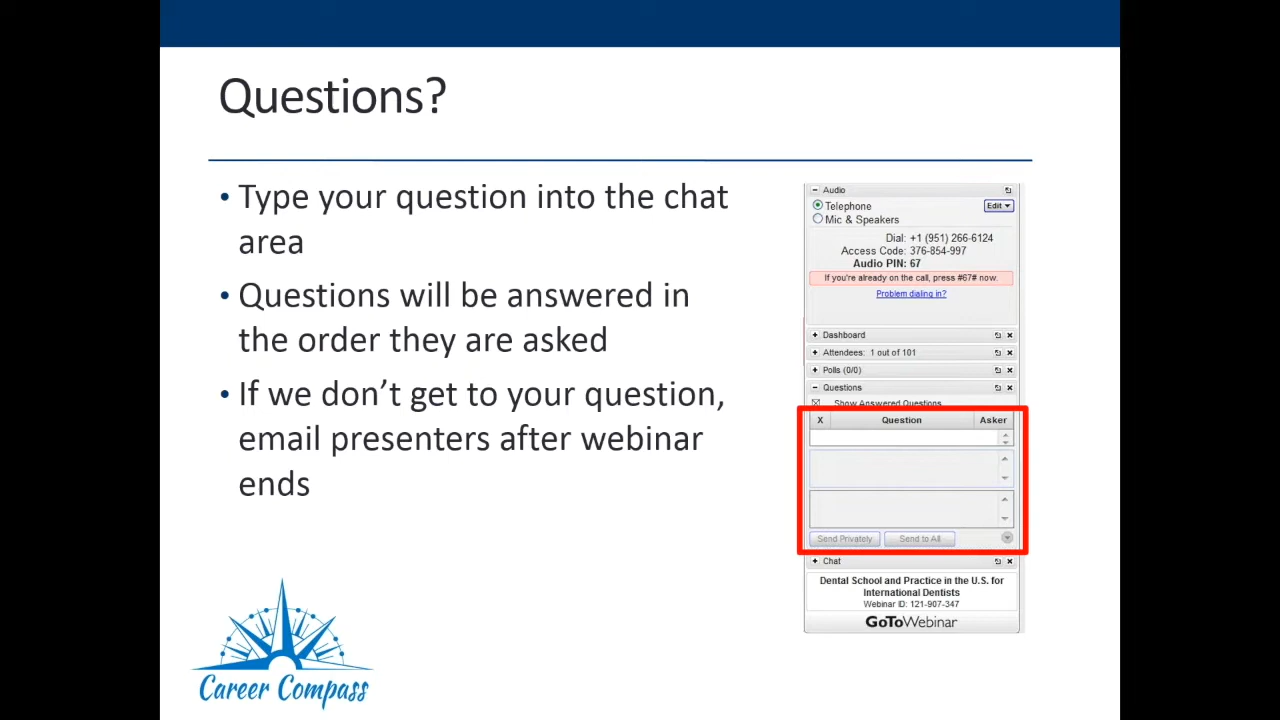 Questions?
• Type your question into the chat
area
• Questions will be answered in
the order they are asked
• If we don’t get to your question,
email presenters after webinar
ends
Audio
Telephone
Edit
Mic & Speakers
Dial: +1 (951) 266-6124
Access Code: 376-854-997
Audio PIN: 67
If you're already on the call, press #67# now.
Problem dialing in?
Dashboard
Attendees: 1 out of 101
Polls (0/0)
Questions
Show Answered Questions
X Question Asker
Send Privately Send to All
Chat
Dental School and Practice in the U.S. for
International Dentists
Webinar ID: 121-907-347
GoToWebinar
Career Compass